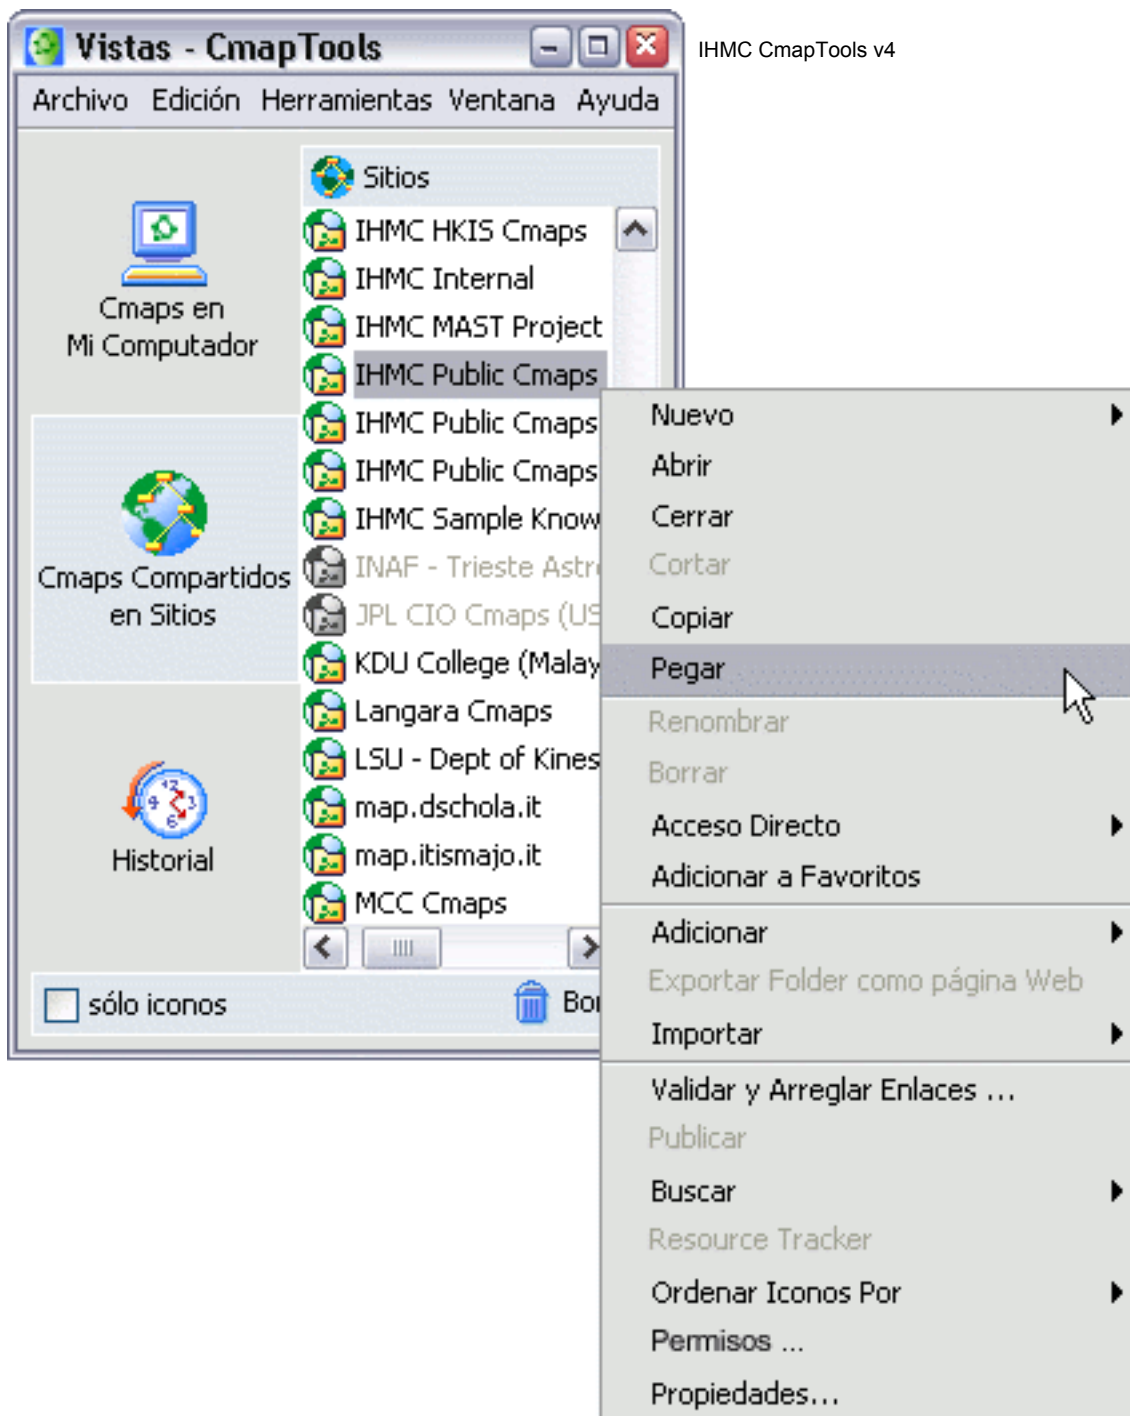 Vistas - CmapTools
IHMC CmapTools v4
Archivo Edición Herramientas Ventana Ayuda
Cmaps en
Mi Computador
Cmaps Compartidos
en Sitios
Historial
Sitios
IHMC HKIS Cmaps
IHMC Internal
IHMC MAST Project
IHMC Public Cmaps
IHMC Public Cmaps
IHMC Public Cmaps
IHMC Sample Know
INAF - Trieste Astr
JPL CIO Cmaps (US
KDU College (Malay
Langara Cmaps
LSU - Dept of Kines
map.dschola.it
map.itismajo.it
MCC Cmaps
sólo iconos
Bo
Nuevo
Abrir
Cerrar
Cortar
Copiar
Pegar
Renombrar
Borrar
Acceso Directo
Adicionar a Favoritos
Adicionar
Exportar Folder como página Web
Importar
Validar y Arreglar Enlaces ...
Publicar
Buscar
Resource Tracker
Ordenar Iconos Por
Permisos ...
Propiedades...